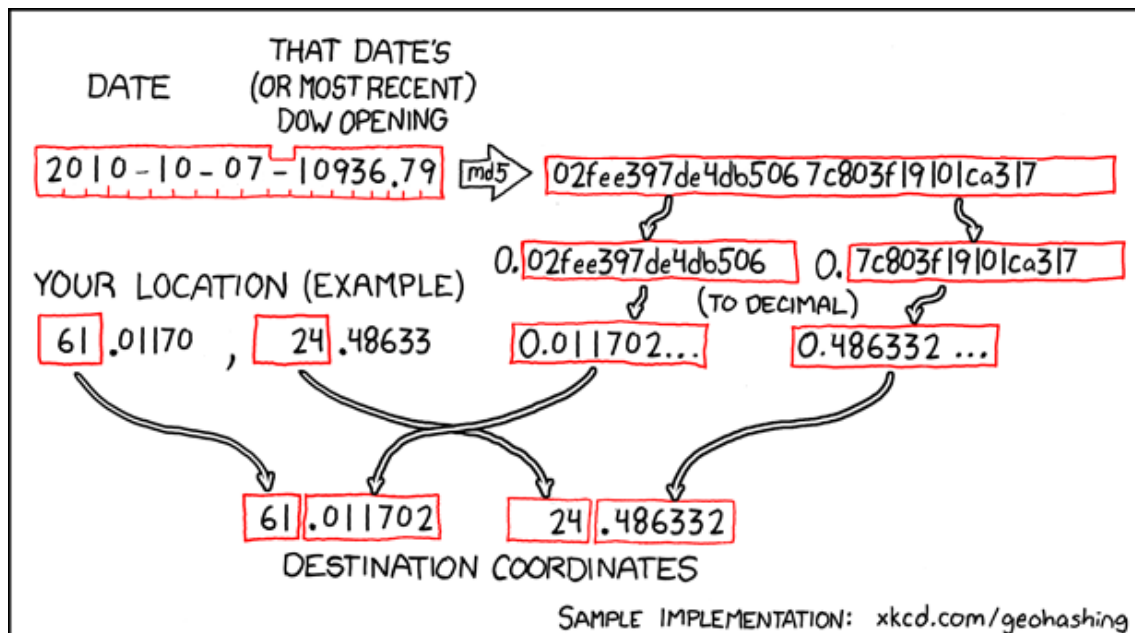 DATE
THAT DATE'S
(OR MOST RECENT)
DOW OPENING
2010-10-07-10936.79
md5
02fee397de4db5067c803f19101ca317
0.02fee397de4db506
0.7c803f19101ca317
YOUR LOCATION (EXAMPLE)
(TO DECIMAL)
61.01170, 24.48633
0.011702...
0.486332...
61.011702
24.486332
DESTINATION COORDINATES
SAMPLE IMPLEMENTATION: xkcd.com/geohashing